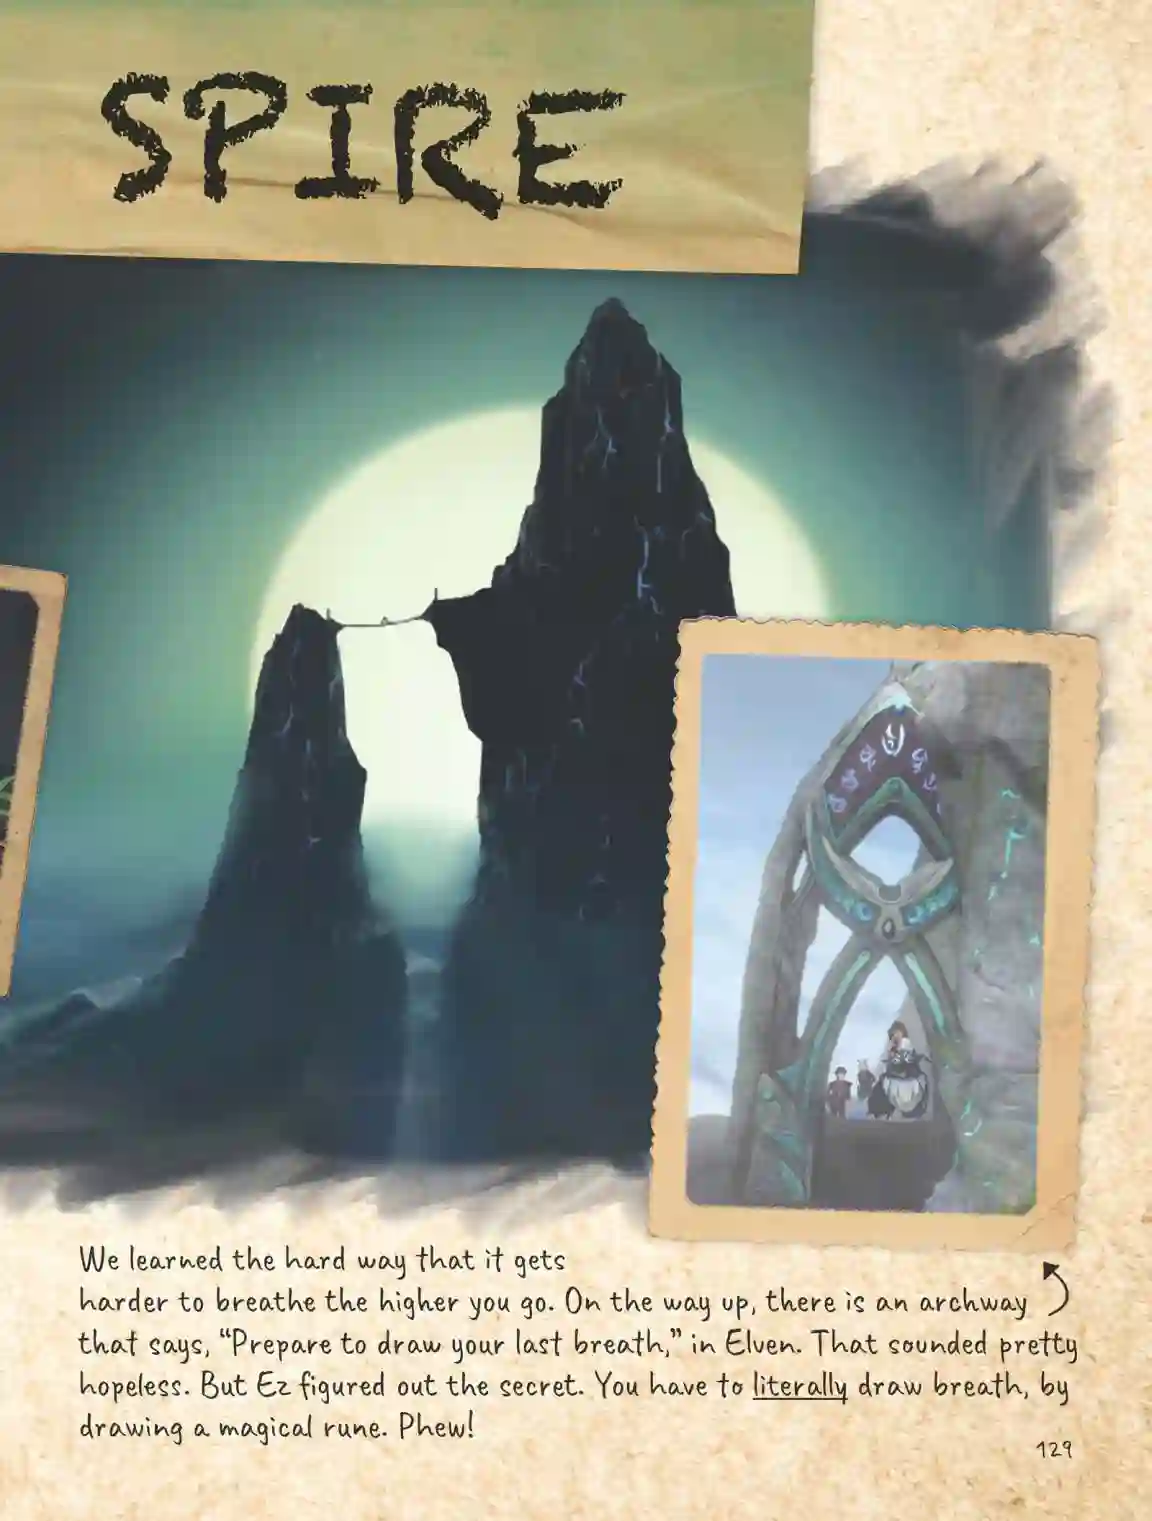 SPIRE
We learned the hard way that it gets
harder to breathe the higher you go. On the way up, there is an archway
that says, “Prepare to draw your last breath,” in Elven. That sounded pretty
hopeless. But Ez figured out the secret. You have to literally draw breath, by
drawing a magical rune. Phew!
129